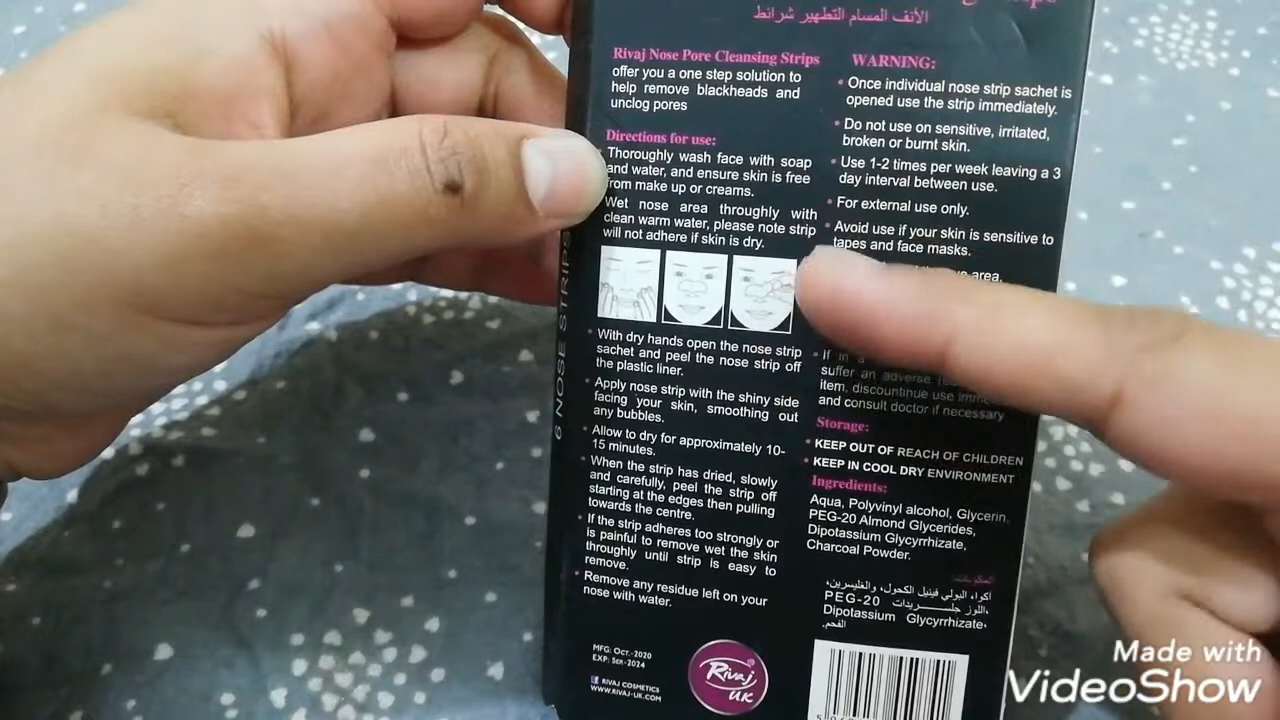 الأنف المسام التطهير شرائط
Rivaj Nose Pore Cleansing Strips
offer you a one step solution to
help remove blackheads and
unclog pores
Directions for use:
Thoroughly wash face with soap
and water, and ensure skin is free
from make up or creams.
Wet nose area throughly with
clean warm water, please note strip
will not adhere if skin is dry.
With dry hands open the nose strip
sachet and peel the nose strip off
the plastic liner.
Apply nose strip with the shiny side
facing your skin, smoothing out
any bubbles.
Allow to dry for approximately 10-
15 minutes.
When the strip has dried, slowly
and carefully, peel the strip off
starting at the edges then pulling
towards the centre.
If the strip adheres too strongly or
is painful to remove wet the skin
throughly until strip is easy to
remove.
Remove any residue left on your
nose with water.
MFG: OCT.-2020
EXP: SEP.-2024
RIVAJ COSMETICS
WWW.RIVAJ-UK.COM
Rivaj
UK
WARNING:
Once individual nose strip sachet is
opened use the strip immediately.
Do not use on sensitive, irritated,
broken or burnt skin.
Use 1-2 times per week leaving a 3
day interval between use.
For external use only.
Avoid use if your skin is sensitive to
tapes and face masks.
area.
If in a
suffer an adverse
item, discountinue use
and consult doctor if necessary
Storage:
KEEP OUT OF REACH OF CHILDREN
KEEP IN COOL DRY ENVIRONMENT
Ingredients:
Aqua, Polyvinyl alcohol, Glycerin,
PEG-20 Almond Glycerides,
Dipotassium Glycyrrhizate,
Charcoal Powder.
المكونات:
أكواء البولي فينيل الكحول، والغليسرين،
PEG-20 اللوز جلسريدات،
Dipotassium Glycyrrhizate،
الفحم.
6 NOSE STRIPS
Made with
VideoShow